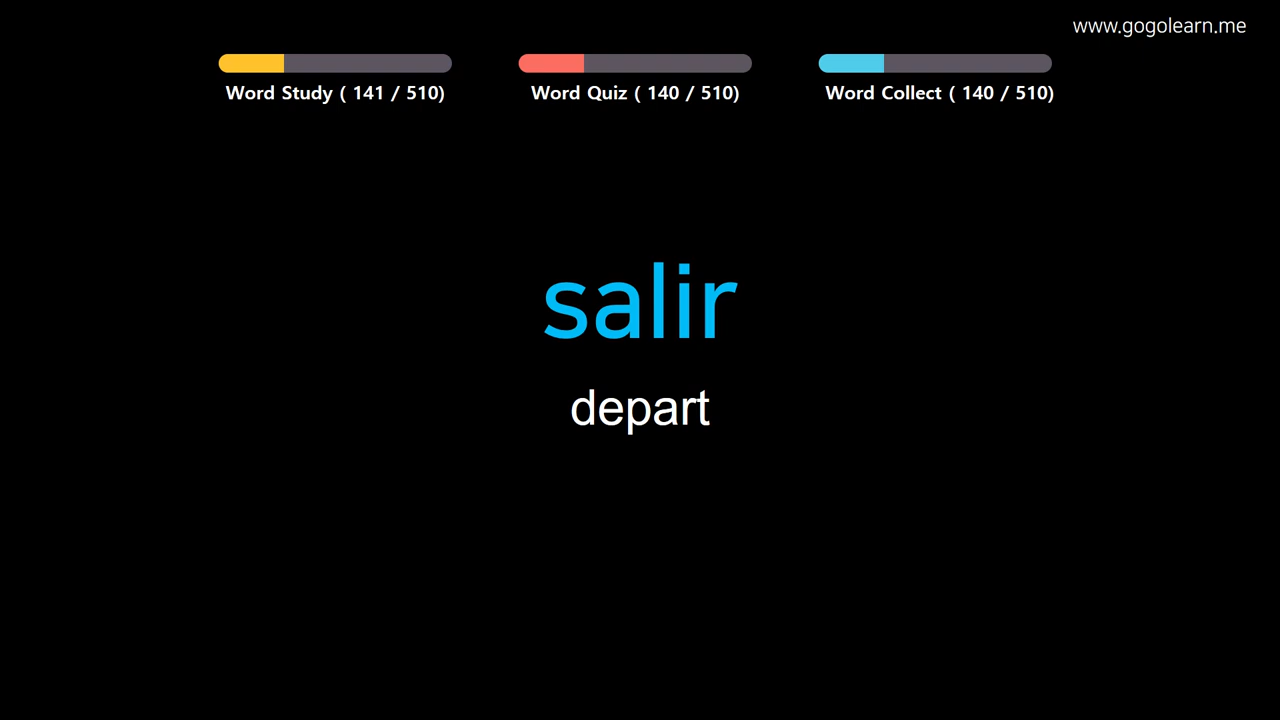 www.gogolearn.me
Word Study ( 141 / 510)
Word Quiz ( 140 / 510)
Word Collect ( 140 / 510)
salir
depart